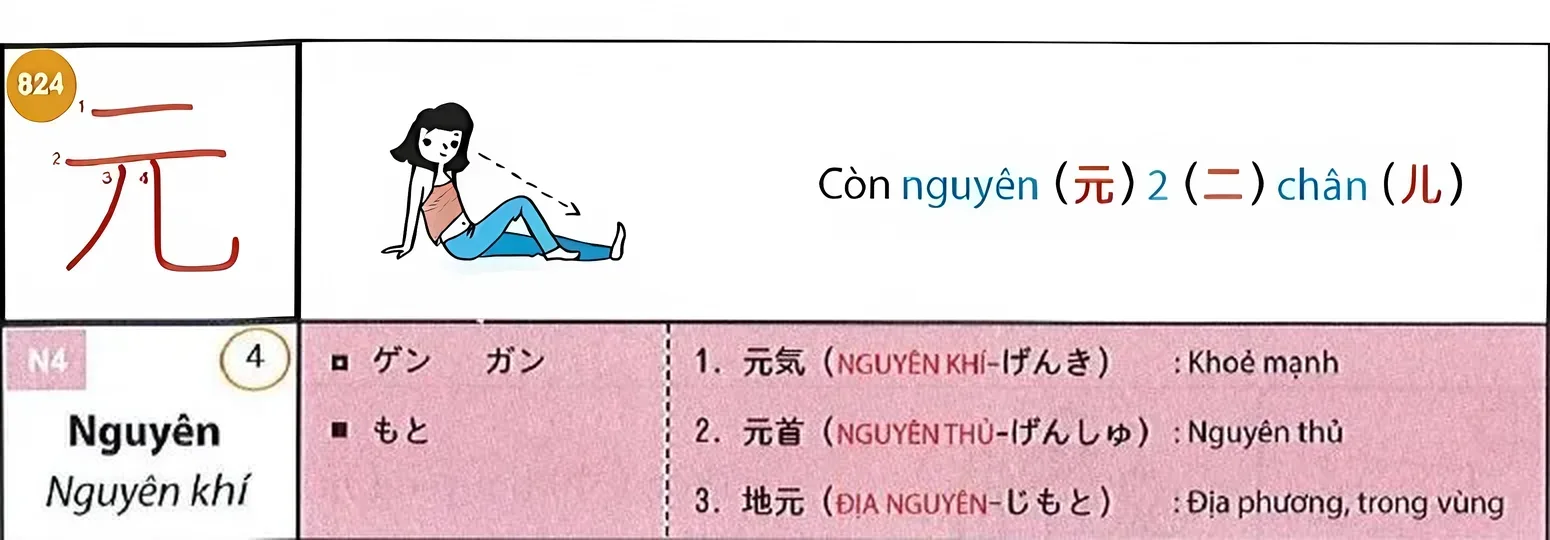 824
1
2
3 4
元
Còn nguyên (元) 2 (二) chân (儿)
N4
4
Nguyên
Nguyên khí
ゲン ガン
もと
1. 元気 (NGUYÊN KHÍ-げんき) : Khoẻ mạnh
2. 元首 (NGUYÊN THỦ-げんしゅ) : Nguyên thủ
3. 地元 (ĐỊA NGUYÊN-じもと) : Địa phương, trong vùng